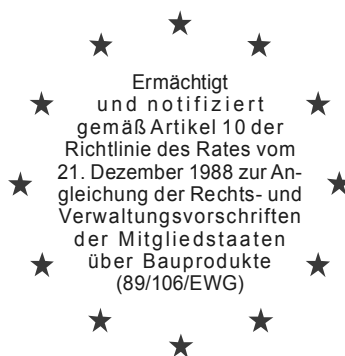 Ermächtigt
und notifiziert
gemäß Artikel 10 der
Richtlinie des Rates vom
21. Dezember 1988 zur An-
gleichung der Rechts- und
Verwaltungsvorschriften
der Mitgliedstaaten
über Bauprodukte
(89/106/EWG)